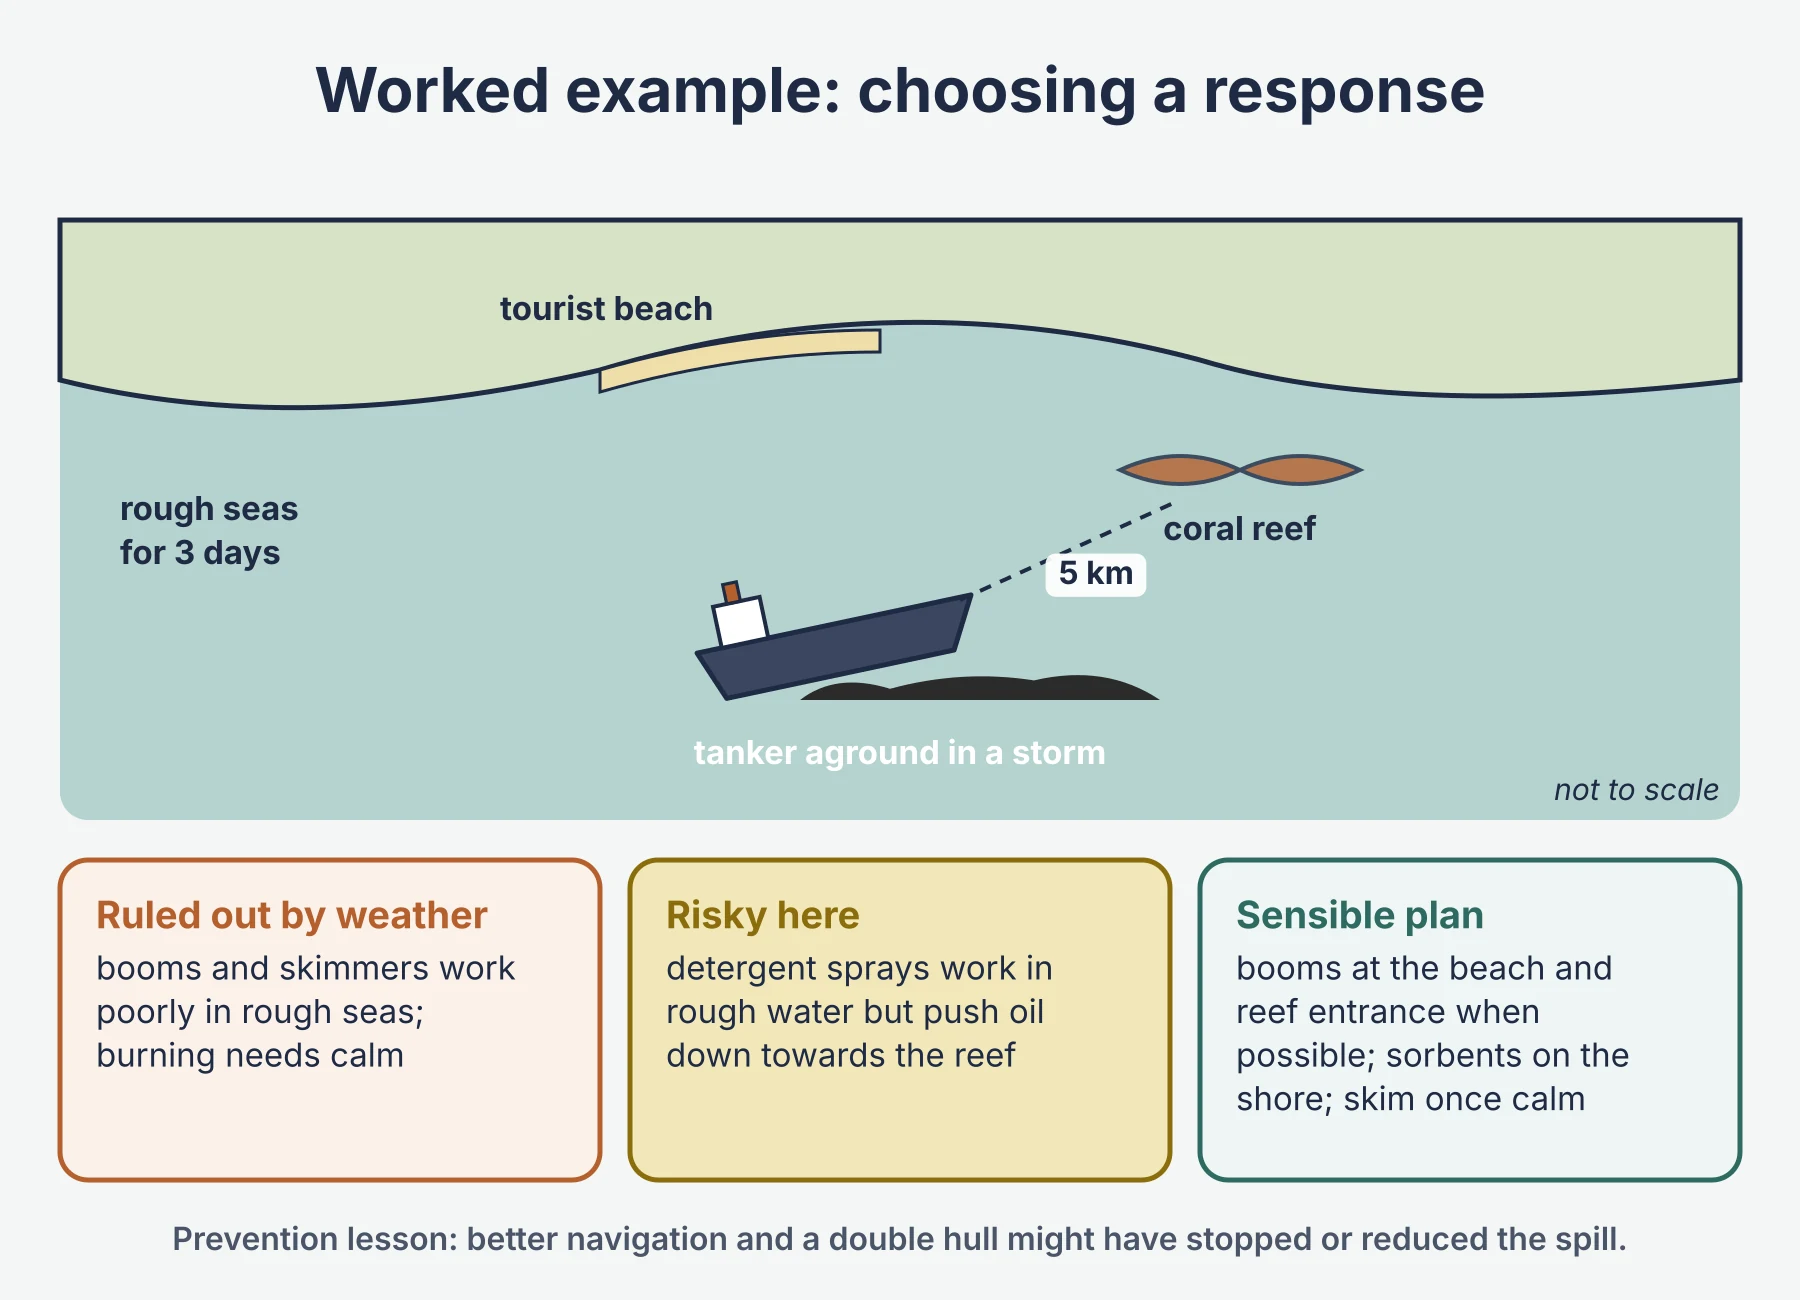 Worked example: choosing a response
tourist beach
rough seas
for 3 days
coral reef
5 km
tanker aground in a storm
not to scale
Ruled out by weather
booms and skimmers work
poorly in rough seas;
burning needs calm
Risky here
detergent sprays work in
rough water but push oil
down towards the reef
Sensible plan
booms at the beach and
reef entrance when
possible; sorbents on the
shore; skim once calm
Prevention lesson: better navigation and a double hull might have stopped or reduced the spill.